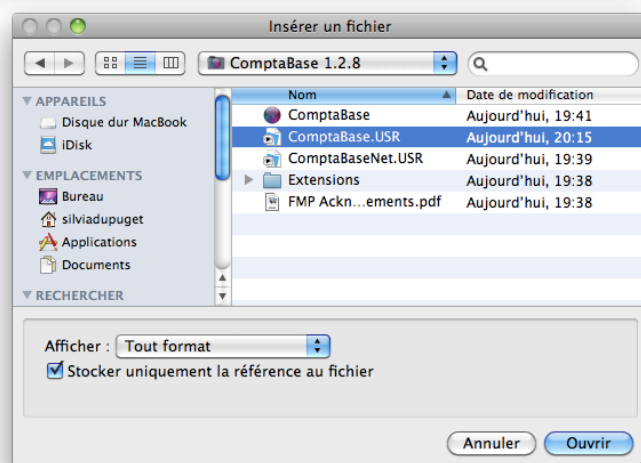 Insérer un fichier
ComptaBase 1.2.8
Nom Date de modification
APPAREILS
Disque dur MacBook
iDisk
EMPLACEMENTS
Bureau
silviadupuget
Applications
Documents
RECHERCHER
ComptaBase Aujourd'hui, 19:41
ComptaBase.USR Aujourd'hui, 20:15
ComptaBaseNet.USR Aujourd'hui, 19:39
Extensions Aujourd'hui, 19:38
FMP Ackn...ements.pdf Aujourd'hui, 19:38
Afficher : Tout format
Stocker uniquement la référence au fichier
Annuler Ouvrir